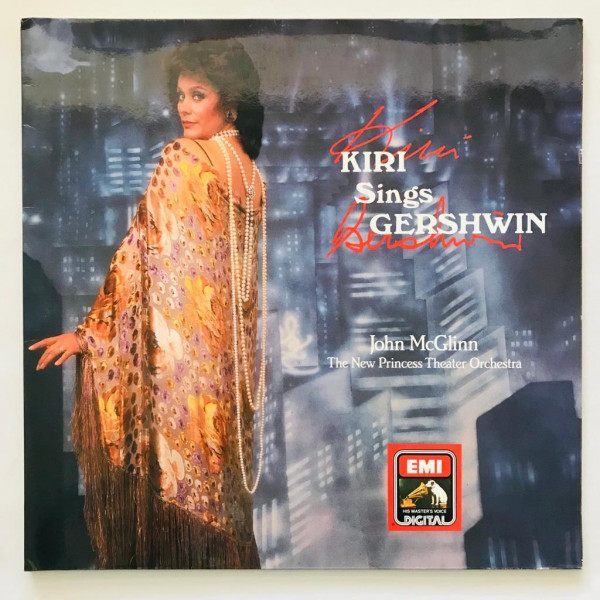 Kiri
KIRI
Sings
GERSHWIN
Gershwin
John McGlinn
The New Princess Theater Orchestra
EMI
HIS MASTER'S VOICE
DIGITAL